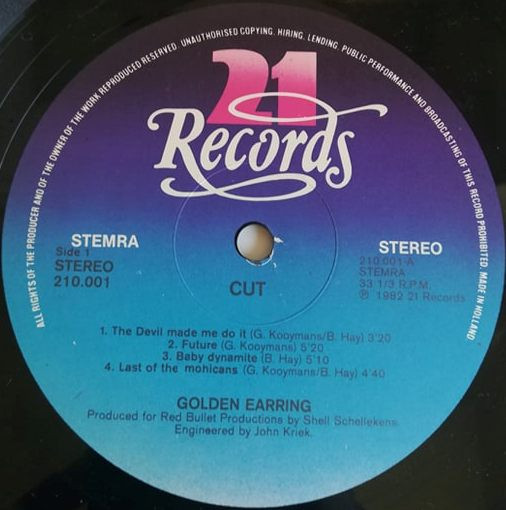 ALL RIGHTS OF THE PRODUCER AND OF THE OWNER OF THE WORK REPRODUCED RESERVED. UNAUTHORISED COPYING, HIRING, LENDING, PUBLIC PERFORMANCE AND BROADCASTING OF THIS RECORD PROHIBITED. MADE IN HOLLAND
21
Records
STEMRA
Side 1
STEREO
210.001
STEREO
210.001-A
STEMRA
33 1/3 R.P.M.
℗ 1982 21 Records
CUT
1. The Devil made me do it (G. Kooymans/B. Hay) 3'20
2. Future (G. Kooymans) 5'20
3. Baby dynamite (B. Hay) 5'10
4. Last of the mohicans (G. Kooymans/B. Hay) 4'40
GOLDEN EARRING
Produced for Red Bullet Productions by Shell Schellekens.
Engineered by John Kriek.